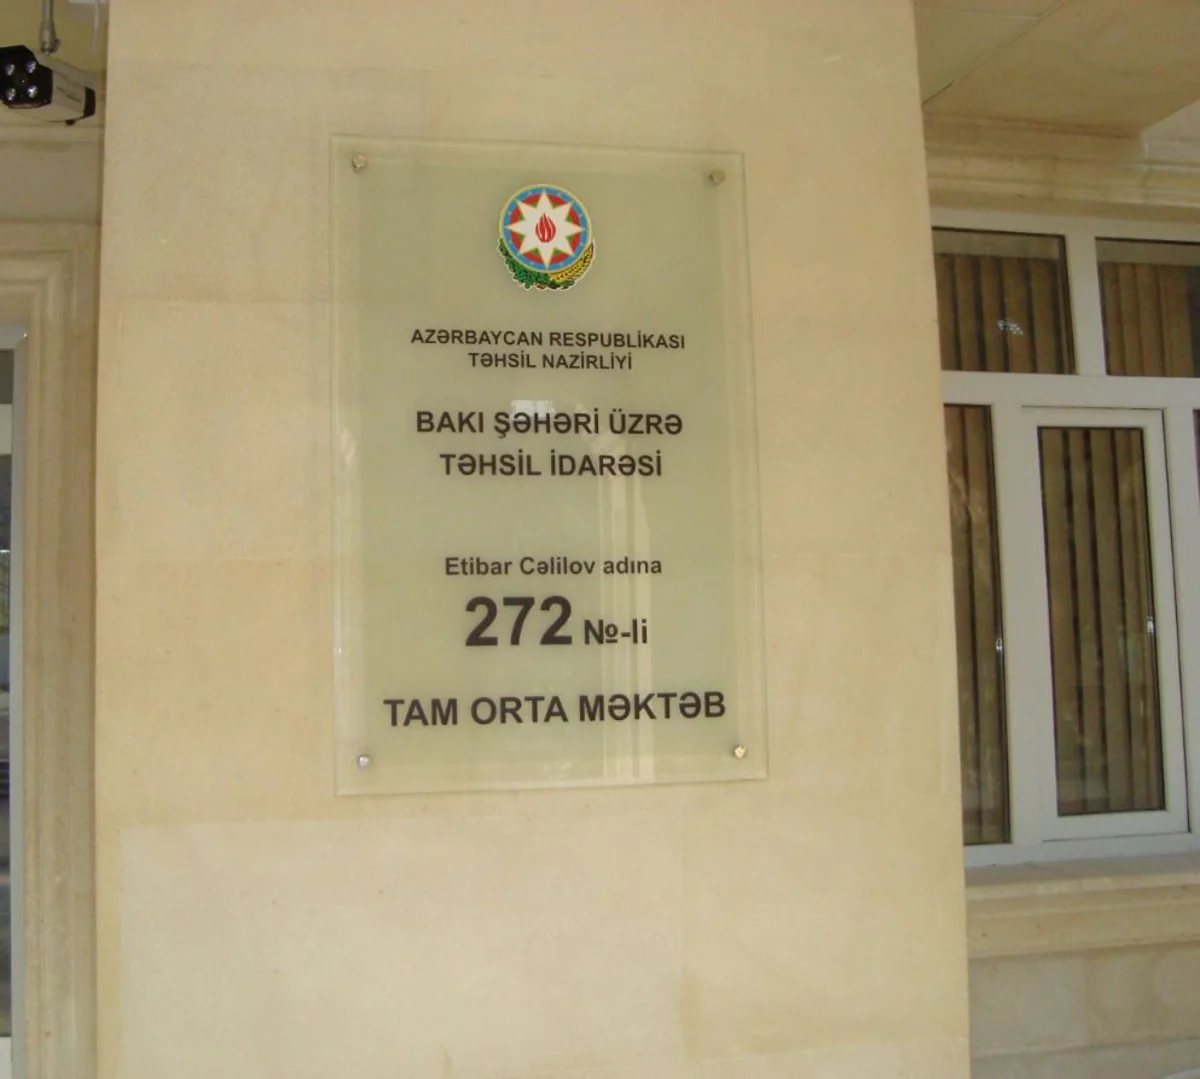 AZƏRBAYCAN RESPUBLİKASI
TƏHSİL NAZİRLİYİ
BAKI ŞƏHƏRİ ÜZRƏ
TƏHSİL İDARƏSİ
Etibar Cəlilov adına
272 №-li
TAM ORTA MƏKTƏB